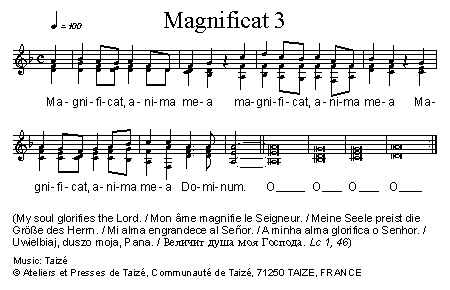 Magnificat 3
♩ = 100
Ma- gni- fi- cat, a- ni- ma me- a ma- gni- fi- cat, a- ni- ma me- a Ma-
gni- fi- cat, a- ni- ma me- a Do- mi- num. O____ O____ O____ O____
(My soul glorifies the Lord. / Mon âme magnifie le Seigneur. / Meine Seele preist die
Größe des Herrn. / Mi alma engrandece al Señor. / A minha alma glorifica o Senhor. /
Uwielbiaj, duszo moja, Pana. / Величит душа моя Господа. Lc 1, 46)
Music: Taizé
© Ateliers et Presses de Taizé, Communauté de Taizé, 71250 TAIZE, FRANCE